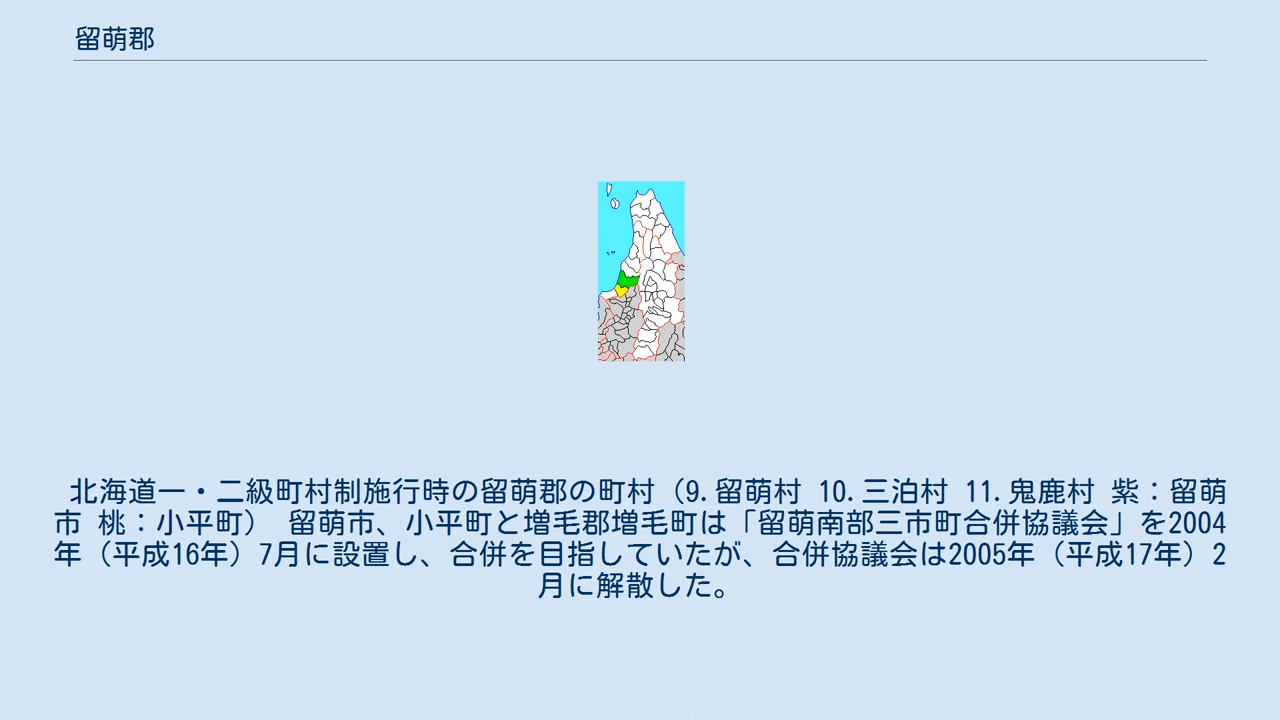 留萌郡
北海道一・二級町村制施行時の留萌郡の町村（9.留萌村 10.三泊村 11.鬼鹿村 紫：留萌
市 桃：小平町） 留萌市、小平町と増毛郡増毛町は「留萌南部三市町合併協議会」を2004
年（平成16年）7月に設置し、合併を目指していたが、合併協議会は2005年（平成17年）2
月に解散した。